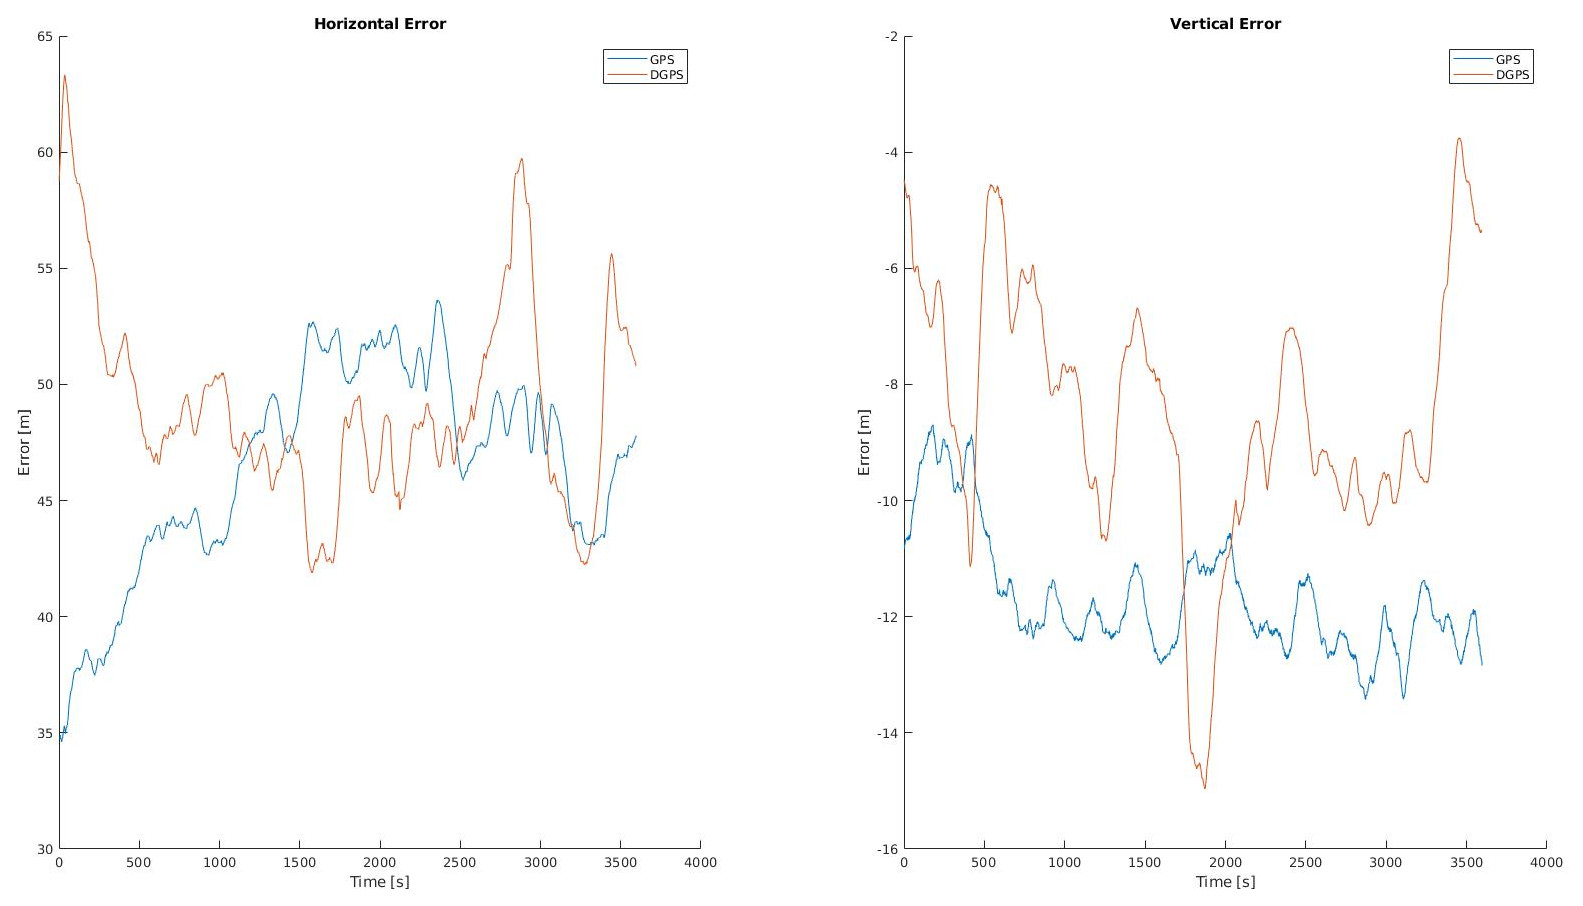 Horizontal Error
GPS
DGPS
65
60
55
50
45
40
35
30
0 500 1000 1500 2000 2500 3000 3500 4000
Time [s]
Error [m]
Vertical Error
GPS
DGPS
-2
-4
-6
-8
-10
-12
-14
-16
0 500 1000 1500 2000 2500 3000 3500 4000
Time [s]
Error [m]